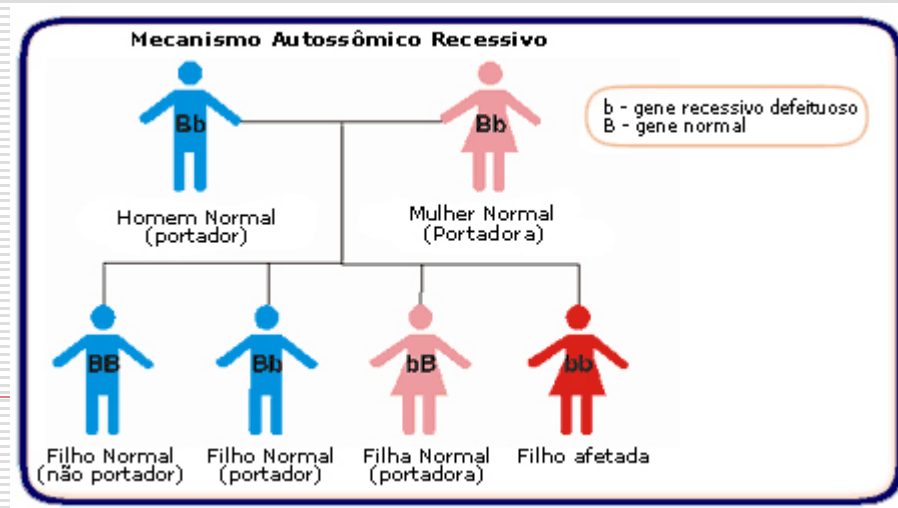 Mecanismo Autossômico Recessivo
b - gene recessivo defeituoso
B - gene normal
Bb
Bb
Homem Normal
(portador)
Mulher Normal
(Portadora)
BB
Bb
bB
bb
Filho Normal
(não portador)
Filho Normal
(portador)
Filha Normal
(portadora)
Filho afetada